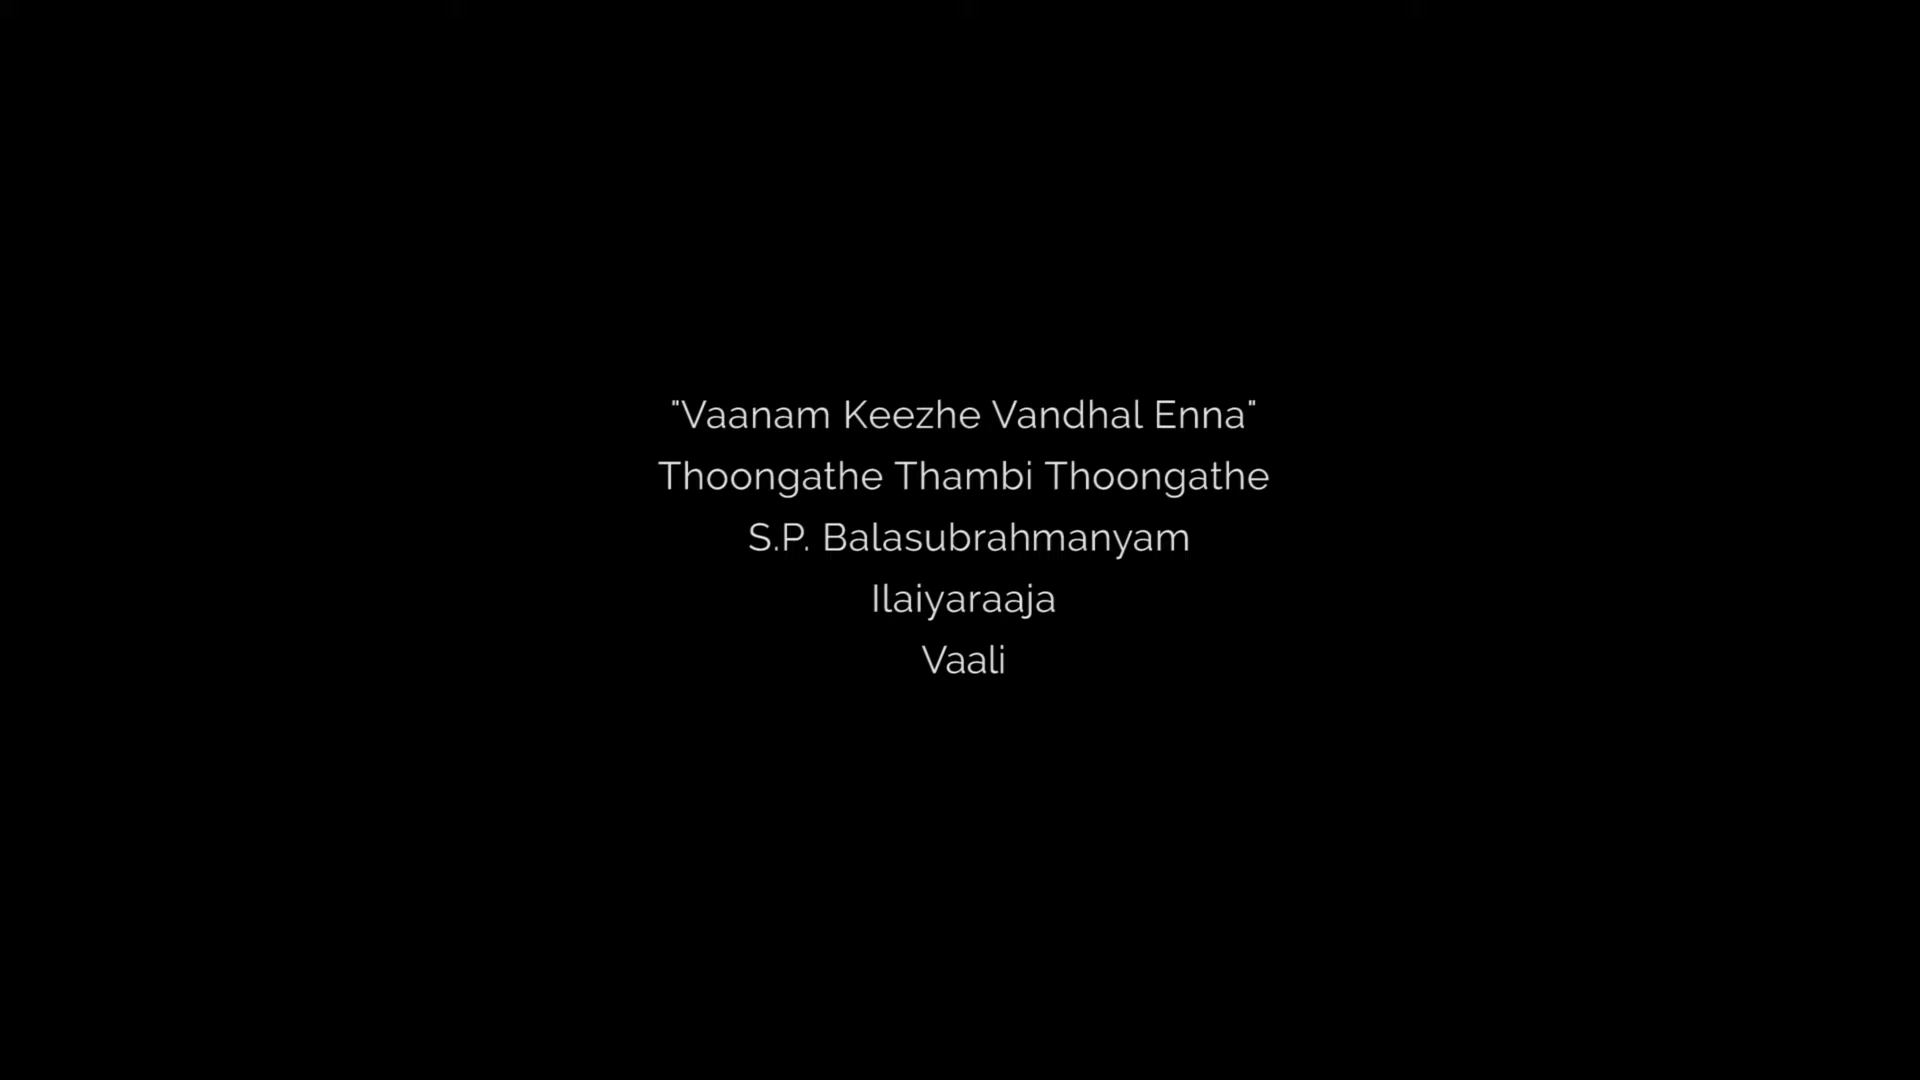 "Vaanam Keezhe Vandhal Enna"
Thoongathe Thambi Thoongathe
S.P. Balasubrahmanyam
Ilaiyaraaja
Vaali